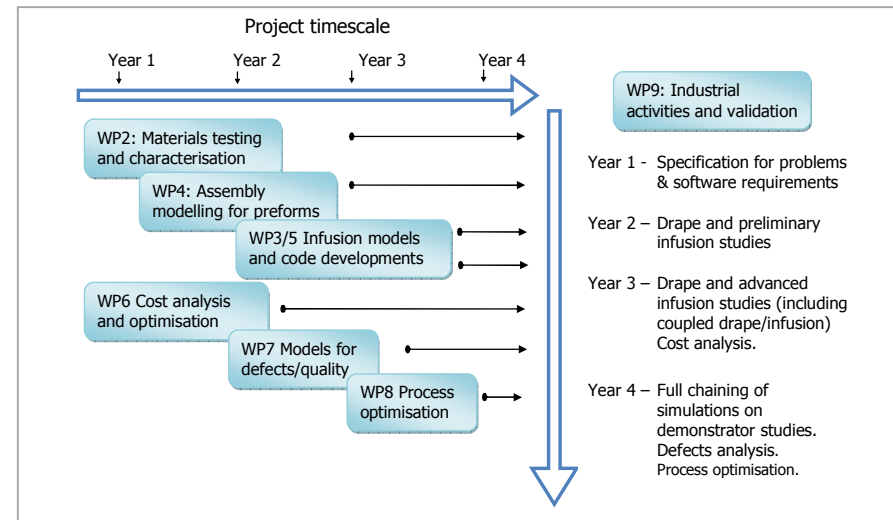 Project timescale
Year 1
Year 2
Year 3
Year 4
WP2: Materials testing
and characterisation
WP4: Assembly
modelling for preforms
WP3/5 Infusion models
and code developments
WP6 Cost analysis
and optimisation
WP7 Models for
defects/quality
WP8 Process
optimisation
WP9: Industrial
activities and validation
Year 1 - Specification for problems
& software requirements
Year 2 – Drape and preliminary
infusion studies
Year 3 – Drape and advanced
infusion studies (including
coupled drape/infusion)
Cost analysis.
Year 4 – Full chaining of
simulations on
demonstrator studies.
Defects analysis.
Process optimisation.